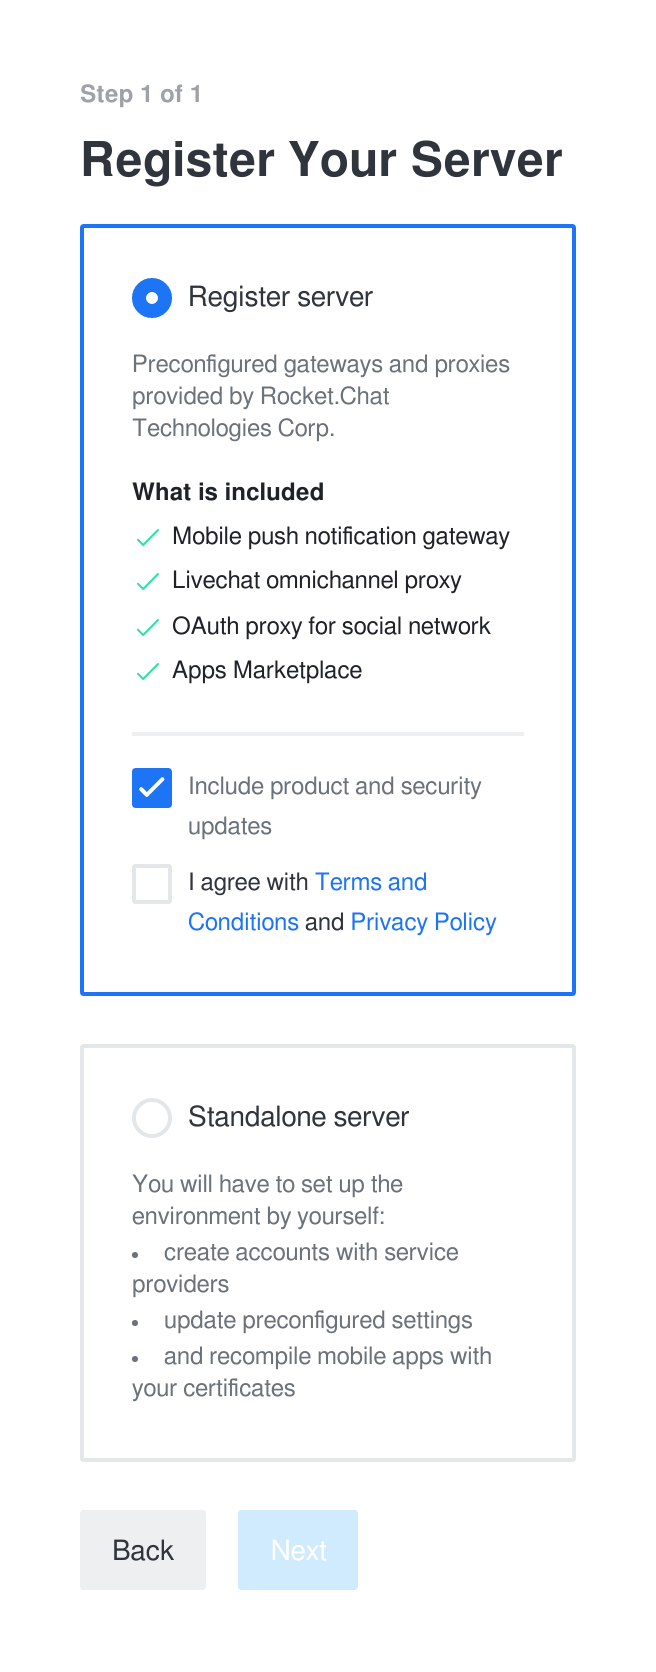 Step 1 of 1
Register Your Server
Register server
Preconfigured gateways and proxies
provided by Rocket.Chat
Technologies Corp.
What is included
Mobile push notification gateway
Livechat omnichannel proxy
OAuth proxy for social network
Apps Marketplace
Include product and security
updates
I agree with Terms and
Conditions and Privacy Policy
Standalone server
You will have to set up the
environment by yourself:
• create accounts with service
providers
• update preconfigured settings
• and recompile mobile apps with
your certificates
Back
Next